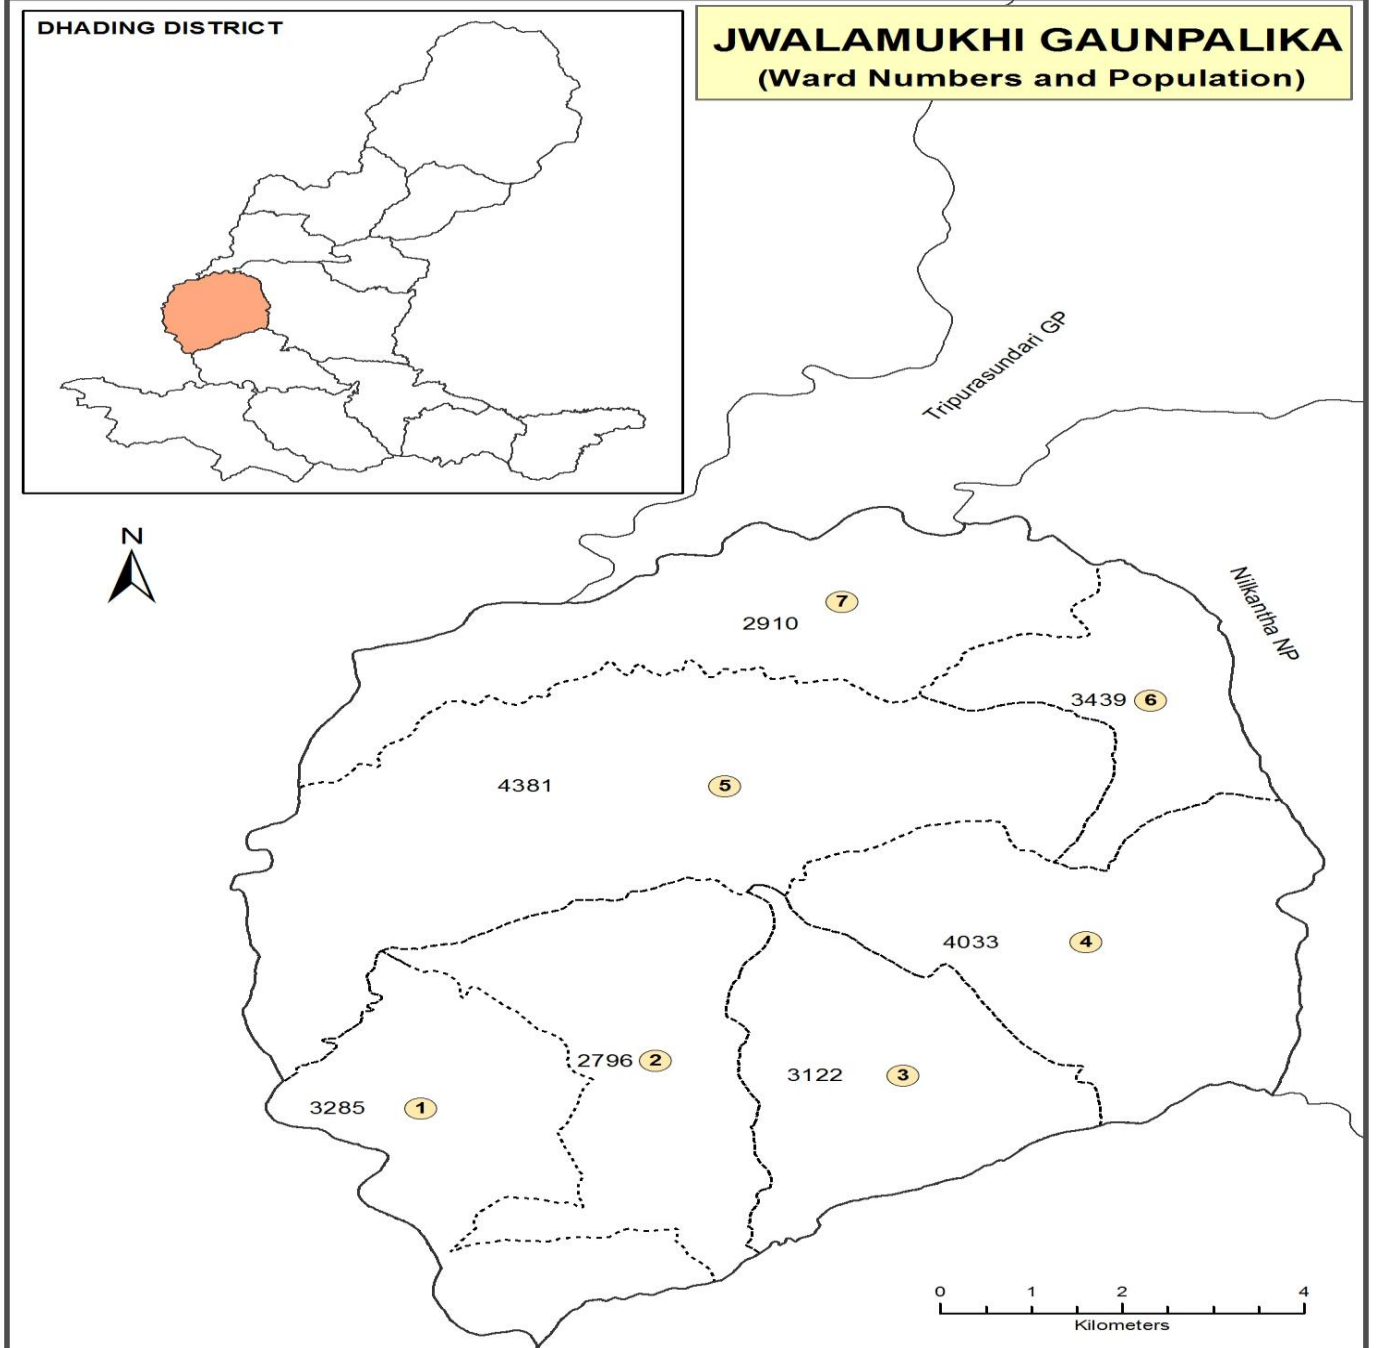 DHADING DISTRICT
JWALAMUKHI GAUNPALIKA
(Ward Numbers and Population)
Tripurasundari GP
N
Nilkantha NP
7
2910
3439 6
4381 5
4033 4
2796 2
3122 3
3285 1
0 1 2 4
Kilometers